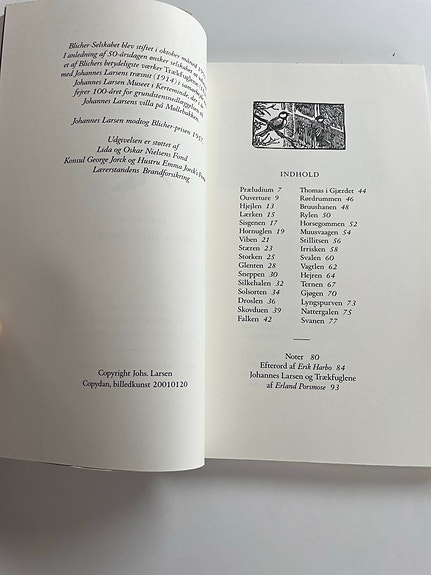 Blicher-Selskabet blev stiftet i oktober måned
I anledning af 50-årsdagen ønsker selskabet
et af Blichers betydeligste værker Trækfuglene
med Johannes Larsens træsnit (1914) i samarbejde
Johannes Larsen Museet i Kerteminde, der i
fejrer 100-året for grundstensnedlæggelsen
Johannes Larsens villa på Møllebakken.
Johannes Larsen modtog Blicher-prisen
Udgivelsen er støttet af
Lida og Oskar Nielsens Fond
Konsul George Jorck og Hustru Emma Jorck's Fond
Lærerstandens Brandforsikring
Copyright Johs. Larsen
Copydan, billedkunst 20010120
INDHOLD
Præludium 7
Ouverture 9
Hjejlen 13
Lærken 15
Sisgenen 17
Hornuglen 19
Viben 21
Stæren 23
Storken 25
Glenten 28
Sneppen 30
Silkehalen 32
Solsorten 34
Droslen 36
Skovduen 39
Falken 42
Thomas i Gjærdet 44
Rørdrummen 46
Bruushanen 48
Rylen 50
Horsegommen 52
Muusvaagen 54
Stillitsen 56
Irrisken 58
Svalen 60
Vagtlen 62
Hejren 64
Ternen 67
Gjøgen 70
Lyngspurven 73
Nattergalen 75
Svanen 77
Noter 80
Efterord af Erik Harbo 84
Johannes Larsen og Trækfuglene
af Erland Porsmose 93